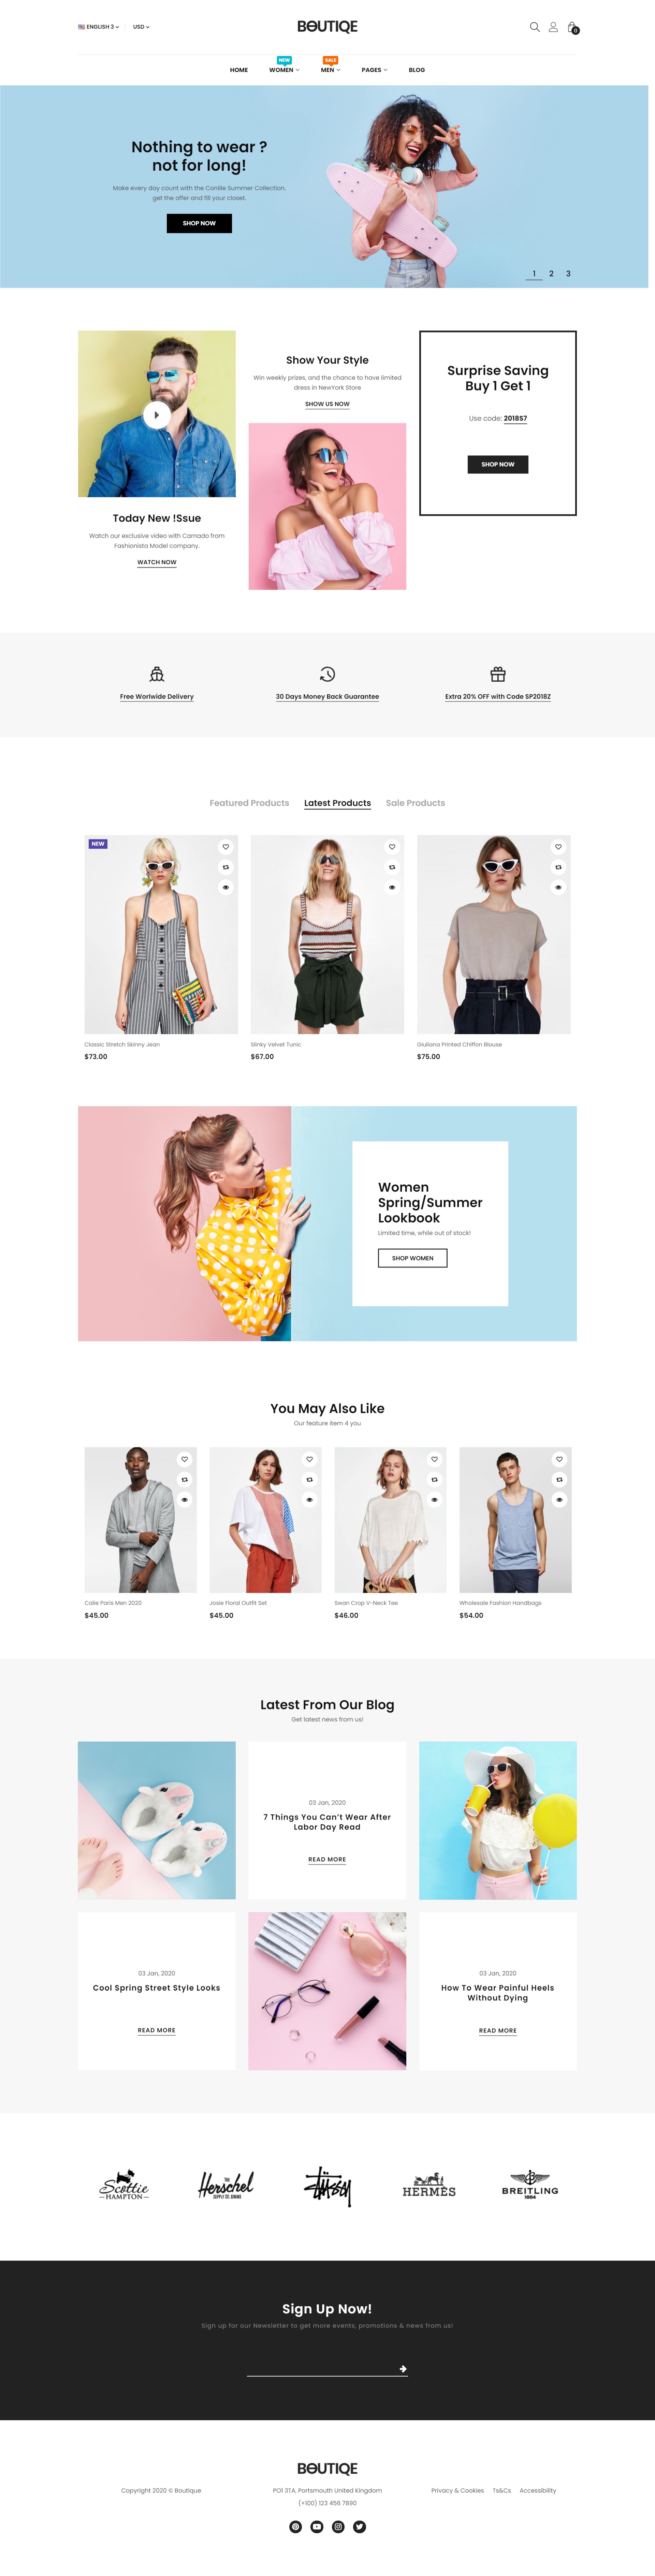 ENGLISH 3 USD
BOUTIQE
0
NEW SALE
HOME WOMEN MEN PAGES BLOG
Nothing to wear ?
not for long!
Make every day count with the Conille Summer Collection.
get the offer and fill your closet.
SHOP NOW
1 2 3
Today New !Ssue
Watch our exclusive video with Camado from
Fashionista Model company.
WATCH NOW
Show Your Style
Win weekly prizes, and the chance to have limited
dress in NewYork Store
SHOW US NOW
Surprise Saving
Buy 1 Get 1
Use code: 2018S7
SHOP NOW
Free Worlwide Delivery
30 Days Money Back Guarantee
Extra 20% OFF with Code SP2018Z
Featured Products Latest Products Sale Products
NEW
Classic Stretch Skinny Jean
$73.00
Slinky Velvet Tunic
$67.00
Giuliana Printed Chiffon Blouse
$75.00
Women
Spring/Summer
Lookbook
Limited time, while out of stock!
SHOP WOMEN
You May Also Like
Our feature item 4 you
Calie Paris Men 2020
$45.00
Josie Floral Outfit Set
$45.00
Swan Crop V-Neck Tee
$46.00
Wholesale Fashion Handbags
$54.00
Latest From Our Blog
Get latest news from us!
03 Jan, 2020
7 Things You Can’t Wear After
Labor Day Read
READ MORE
03 Jan, 2020
Cool Spring Street Style Looks
READ MORE
03 Jan, 2020
How To Wear Painful Heels
Without Dying
READ MORE
Scottie
HAMPTON
THE
Herschel
SUPPLY CO. BRAND
Stüssy
HERMÈS
BREITLING
1884
Sign Up Now!
Sign up for our Newsletter to get more events, promotions & news from us!
BOUTIQE
Copyright 2020 © Boutique
PO1 3TA, Portsmouth United Kingdom
(+100) 123 456 7890
Privacy & Cookies Ts&Cs Accessibility